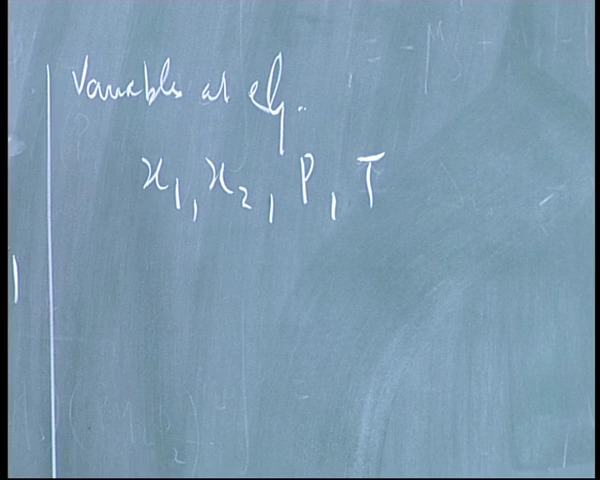 Variables at eq.
x1, x2, P, T